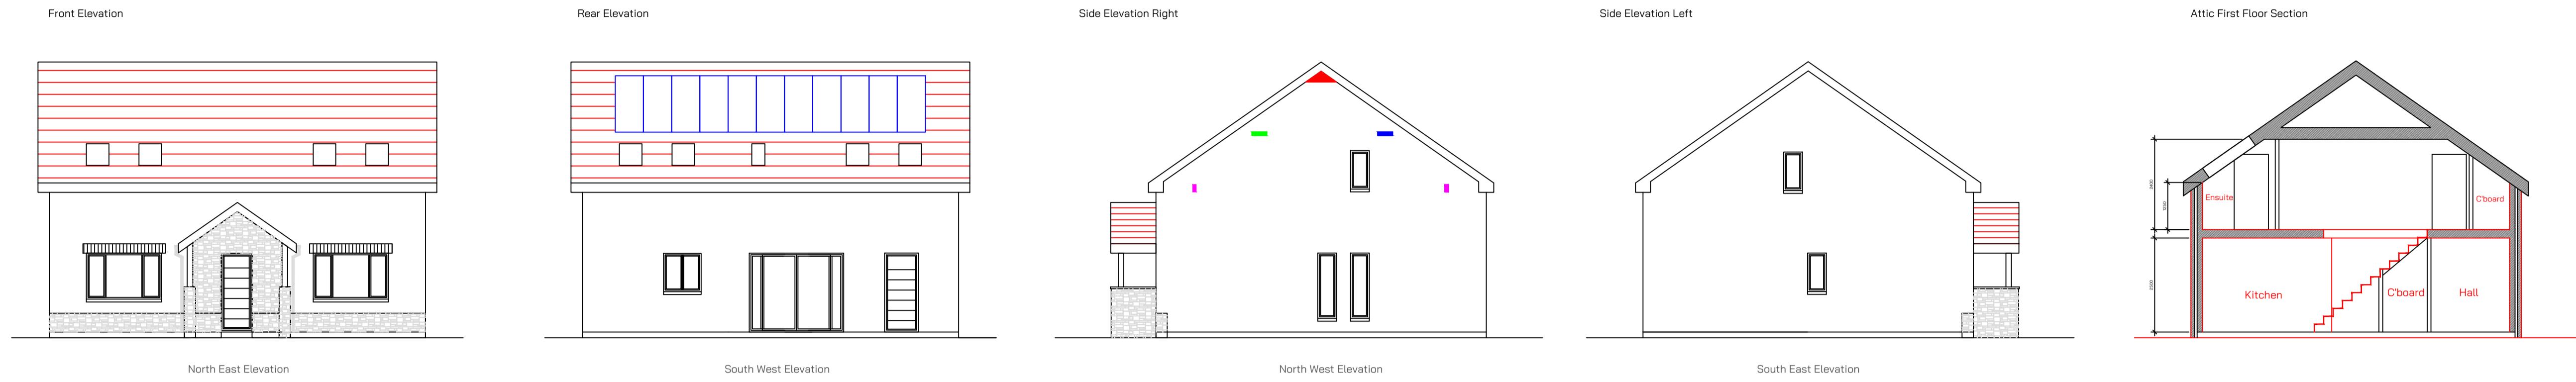 Front Elevation
Rear Elevation
Side Elevation Right
Side Elevation Left
Attic First Floor Section
Ensuite
C'board
Kitchen
C'board
Hall
North East Elevation
South West Elevation
North West Elevation
South East Elevation